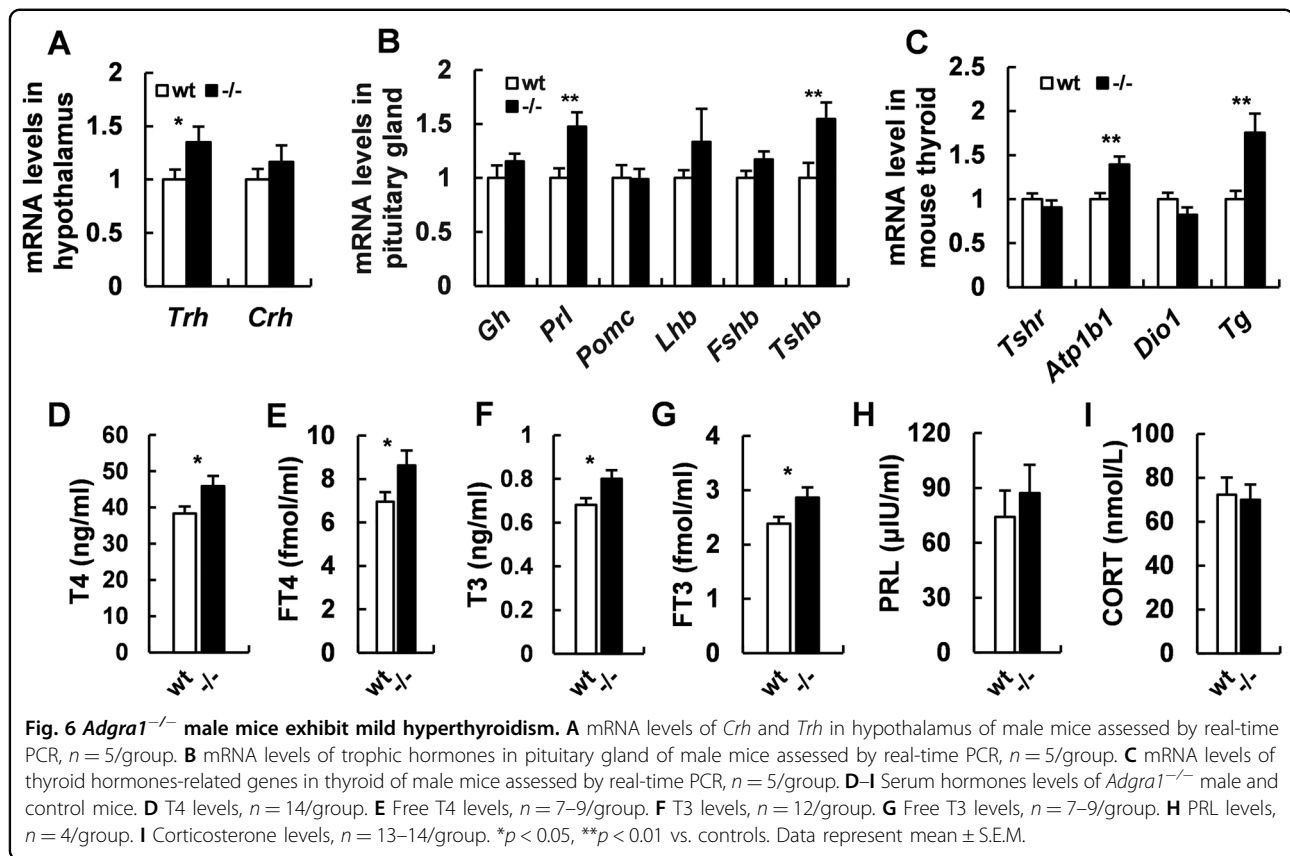 A
mRNA levels in
hypothalamus
2
1.5
1
0.5
0
wt -/-
*
Trh Crh
B
mRNA levels in
pituitary gland
2
1.5
1
0.5
0
wt
-/-
** **
Gh Prl Pomc Lhb Fshb Tshb
C
mRNA level in
mouse thyroid
2.5
2
1.5
1
0.5
0
wt -/-
** **
Tshr Atp1b1 Dio1 Tg
D
T4 (ng/ml)
60
50
40
30
20
10
0
*
wt -/-
E
FT4 (fmol/ml)
10
8
6
4
2
0
*
wt -/-
F
T3 (ng/ml)
1
0.8
0.6
0.4
0.2
0
*
wt -/-
G
FT3 (fmol/ml)
4
3
2
1
0
*
wt -/-
H
PRL (µIU/ml)
120
90
60
30
0
wt -/-
I
CORT (nmol/L)
100
80
60
40
20
0
wt -/-
Fig. 6 Adgra1−/− male mice exhibit mild hyperthyroidism. A mRNA levels of Crh and Trh in hypothalamus of male mice assessed by real-time
PCR, n = 5/group. B mRNA levels of trophic hormones in pituitary gland of male mice assessed by real-time PCR, n = 5/group. C mRNA levels of
thyroid hormones-related genes in thyroid of male mice assessed by real-time PCR, n = 5/group. D–I Serum hormones levels of Adgra1−/− male and
control mice. D T4 levels, n = 14/group. E Free T4 levels, n = 7–9/group. F T3 levels, n = 12/group. G Free T3 levels, n = 7–9/group. H PRL levels,
n = 4/group. I Corticosterone levels, n = 13–14/group. *p < 0.05, **p < 0.01 vs. controls. Data represent mean ± S.E.M.